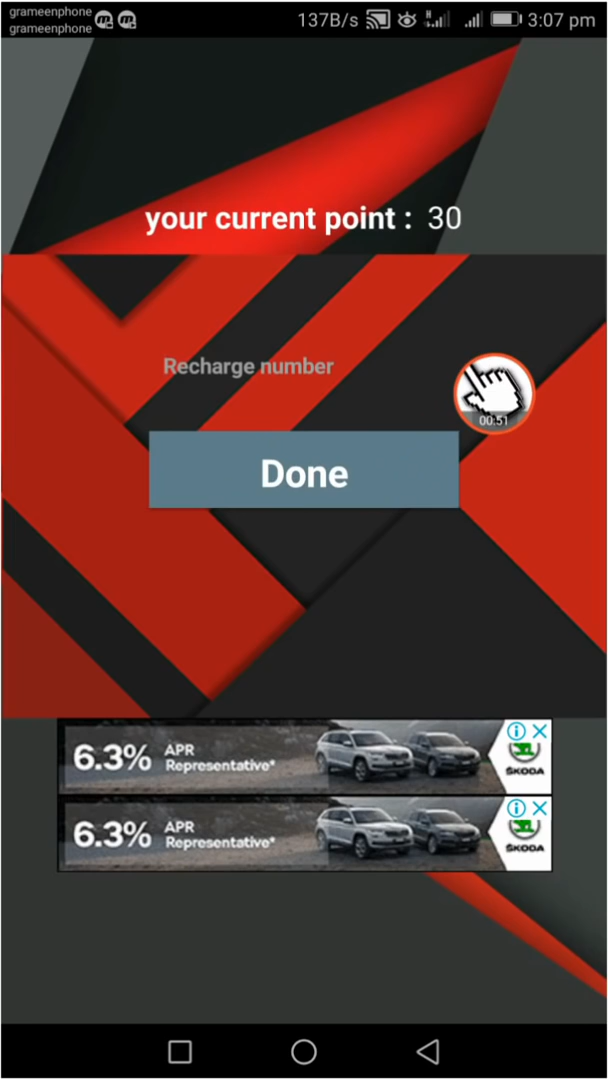 grameenphone
grameenphone
137B/s
H
3:07 pm
your current point : 30
Recharge number
00:51
Done
6.3% APR
Representative*
ŠKODA
6.3% APR
Representative*
ŠKODA